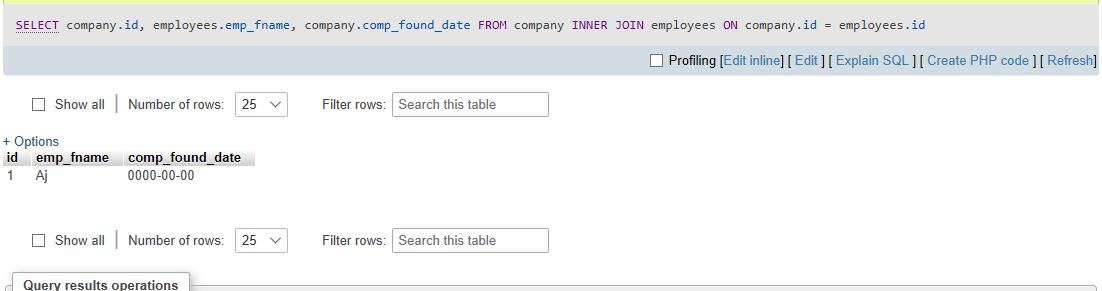 SELECT company.id, employees.emp_fname, company.comp_found_date FROM company INNER JOIN employees ON company.id = employees.id
Profiling [Edit inline] [ Edit ] [ Explain SQL ] [ Create PHP code ] [ Refresh]
Show all | Number of rows: 25 Filter rows: Search this table
+ Options
id emp_fname comp_found_date
1 Aj 0000-00-00
Show all | Number of rows: 25 Filter rows: Search this table
Query results operations